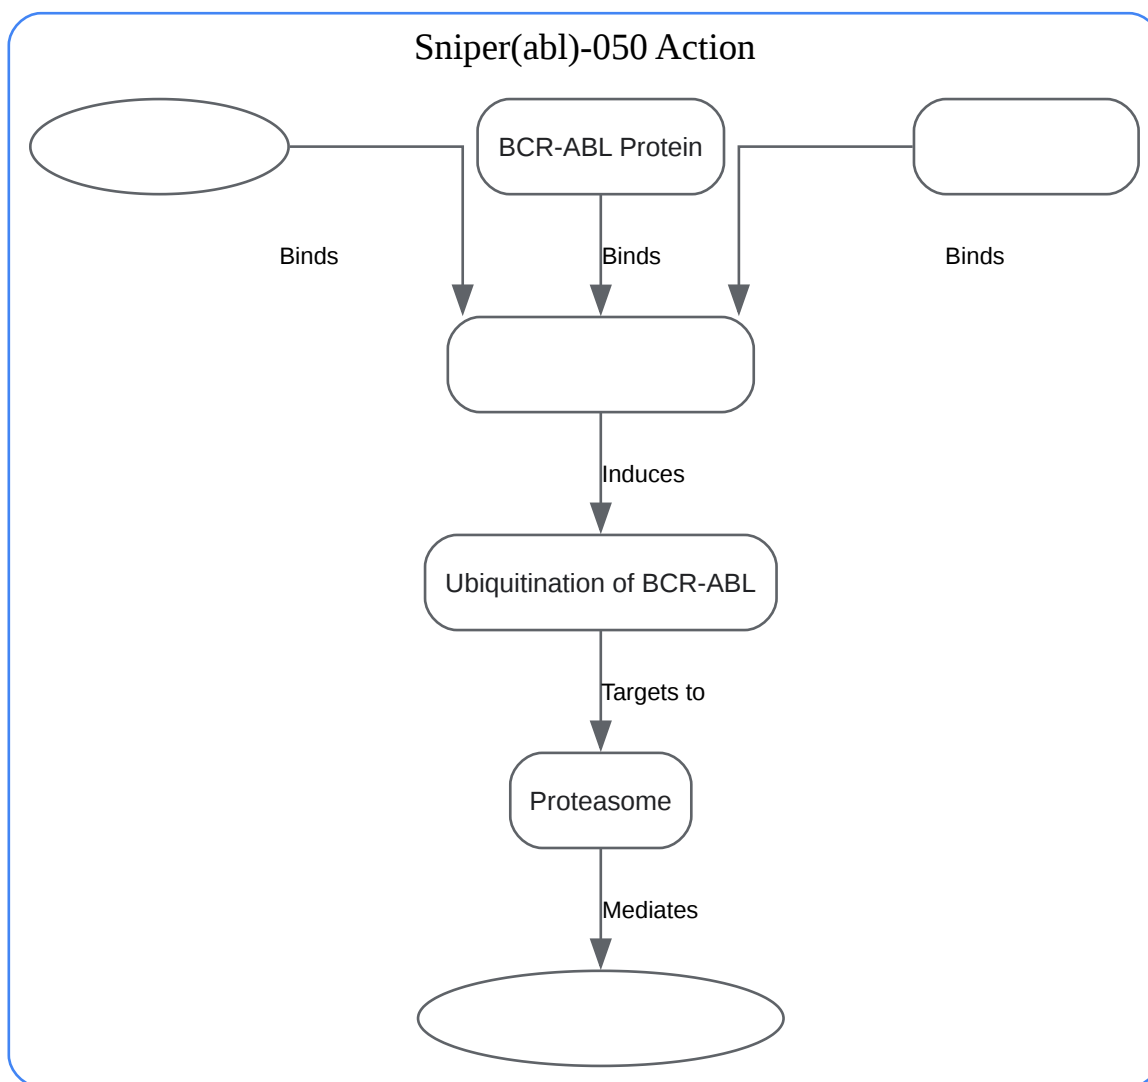 Sniper(abl)-050 Action
BCR-ABL Protein
Binds
Binds
Binds
Induces
Ubiquitination of BCR-ABL
Targets to
Proteasome
Mediates